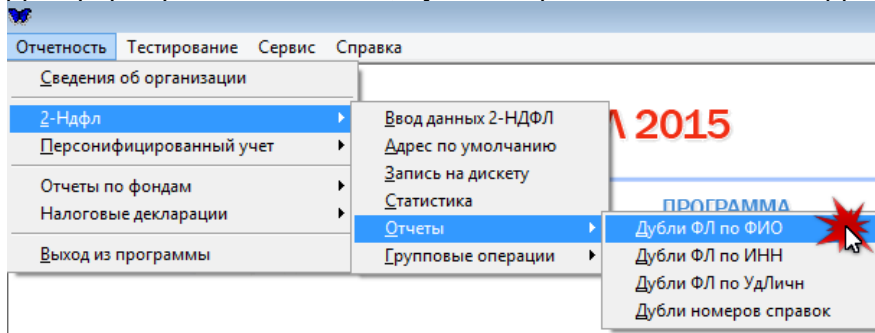 Отчетность Тестирование Сервис Справка
Сведения об организации
2-Ндфл
Персонифицированный учет
Отчеты по фондам
Налоговые декларации
Выход из программы
Ввод данных 2-НДФЛ
Адрес по умолчанию
Запись на дискету
Статистика
Отчеты
Групповые операции
2015
ПРОГРАММА
Дубли ФЛ по ФИО
Дубли ФЛ по ИНН
Дубли ФЛ по УдЛичн
Дубли номеров справок